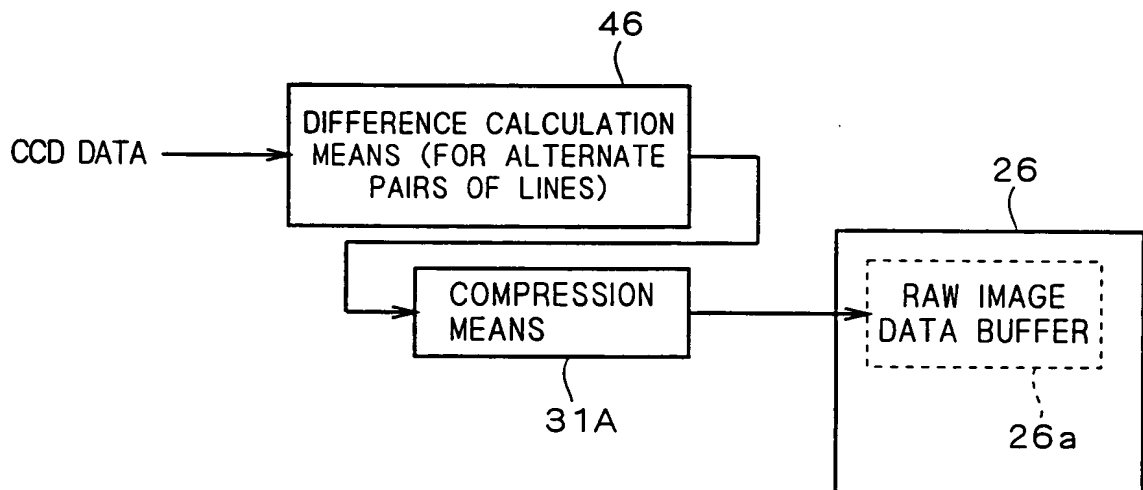 46
DIFFERENCE CALCULATION
MEANS (FOR ALTERNATE
PAIRS OF LINES)
CCD DATA
26
COMPRESSION
MEANS
RAW IMAGE
DATA BUFFER
31A
26a